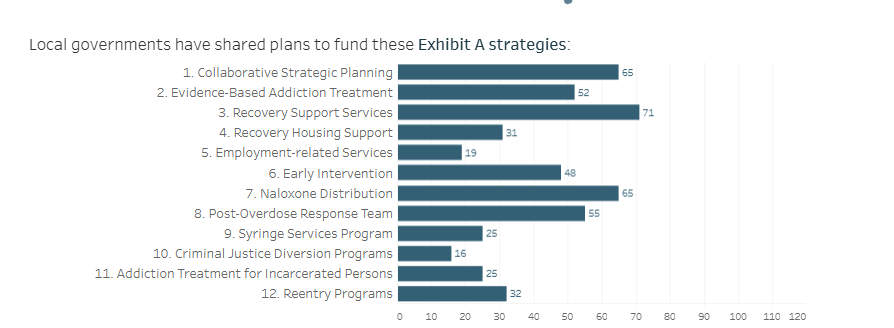 Local governments have shared plans to fund these Exhibit A strategies:
1. Collaborative Strategic Planning 65
2. Evidence-Based Addiction Treatment 52
3. Recovery Support Services 71
4. Recovery Housing Support 31
5. Employment-related Services 19
6. Early Intervention 48
7. Naloxone Distribution 65
8. Post-Overdose Response Team 55
9. Syringe Services Program 25
10. Criminal Justice Diversion Programs 16
11. Addiction Treatment for Incarcerated Persons 25
12. Reentry Programs 32
0 10 20 30 40 50 60 70 80 90 100 110 120